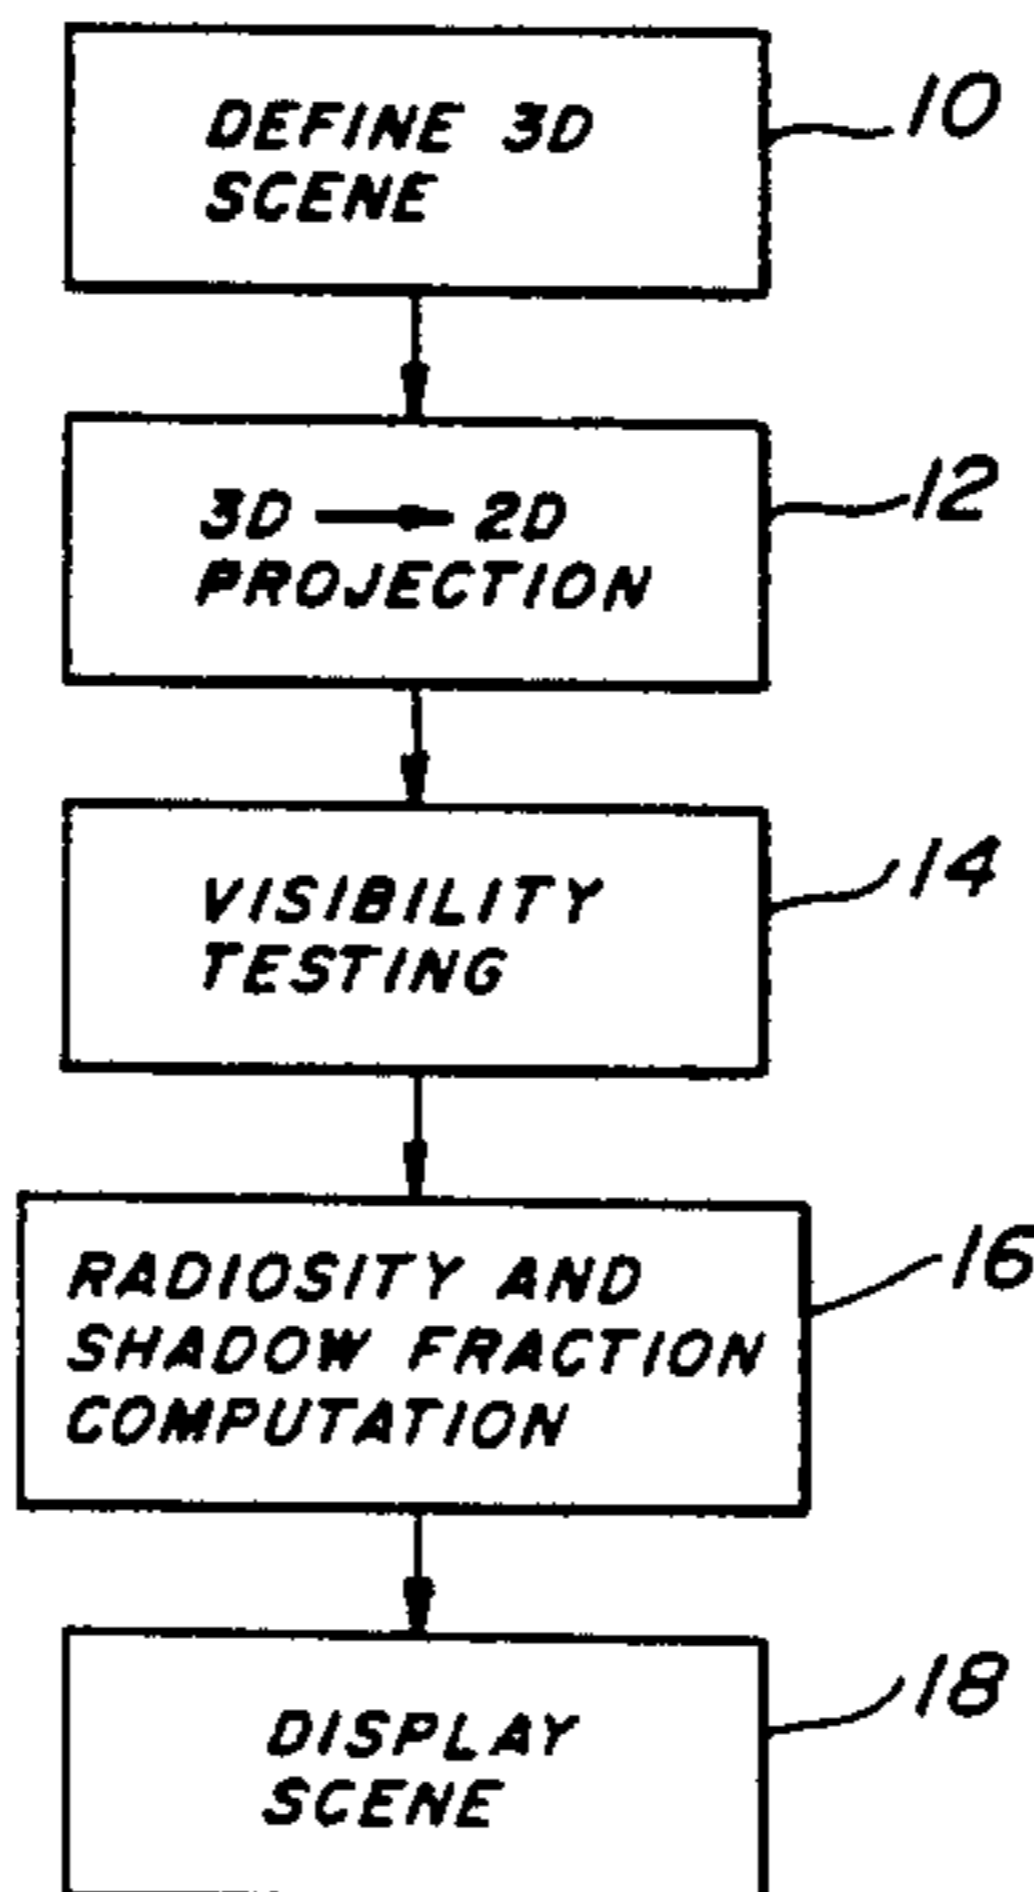 DEFINE 3D
SCENE
10
3D → 2D
PROJECTION
12
VISIBILITY
TESTING
14
RADIOSITY AND
SHADOW FRACTION
COMPUTATION
16
DISPLAY
SCENE
18